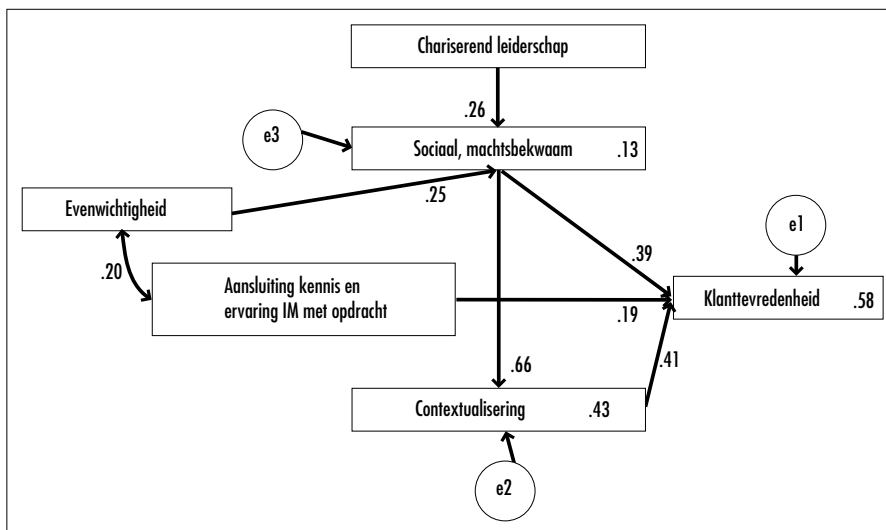 Chariserend leiderschap
.26
e3
Sociaal, machtsbekwaam .13
Evenwichtigheid
.25
e1
.20
.39
Aansluiting kennis en
ervaring IM met opdracht
Klanttevredenheid .58
.19
.66
.41
Contextualisering .43
e2